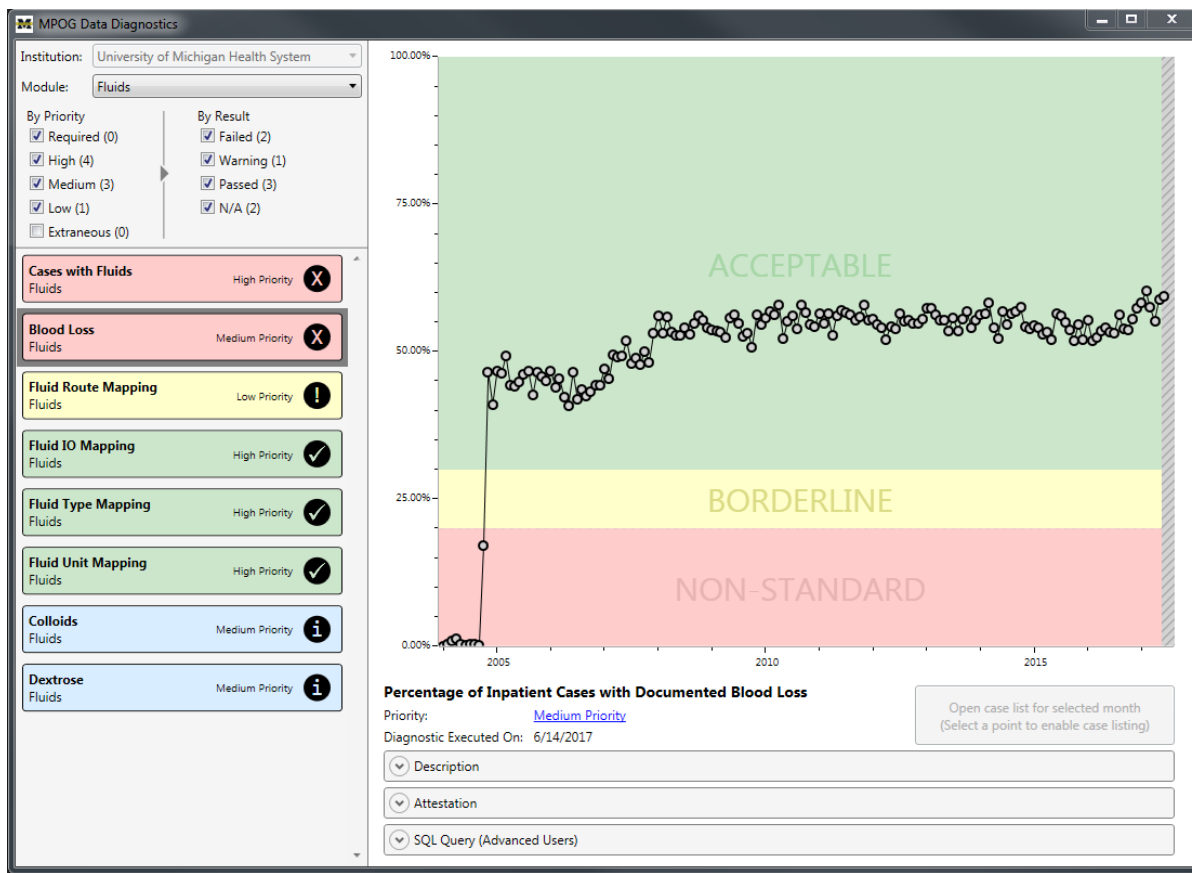 MPOG Data Diagnostics
Institution: University of Michigan Health System
Module: Fluids
By Priority
Required (0)
High (4)
Medium (3)
Low (1)
Extraneous (0)
By Result
Failed (2)
Warning (1)
Passed (3)
N/A (2)
Cases with Fluids
Fluids
High Priority
X
Blood Loss
Fluids
Medium Priority
X
Fluid Route Mapping
Fluids
Low Priority
!
Fluid IO Mapping
Fluids
High Priority
Fluid Type Mapping
Fluids
High Priority
Fluid Unit Mapping
Fluids
High Priority
Colloids
Fluids
Medium Priority
i
Dextrose
Fluids
Medium Priority
i
100.00%
75.00%
50.00%
25.00%
0.00%
ACCEPTABLE
BORDERLINE
NON-STANDARD
2005 2010 2015
Percentage of Inpatient Cases with Documented Blood Loss
Priority: Medium Priority
Diagnostic Executed On: 6/14/2017
Open case list for selected month
(Select a point to enable case listing)
Description
Attestation
SQL Query (Advanced Users)